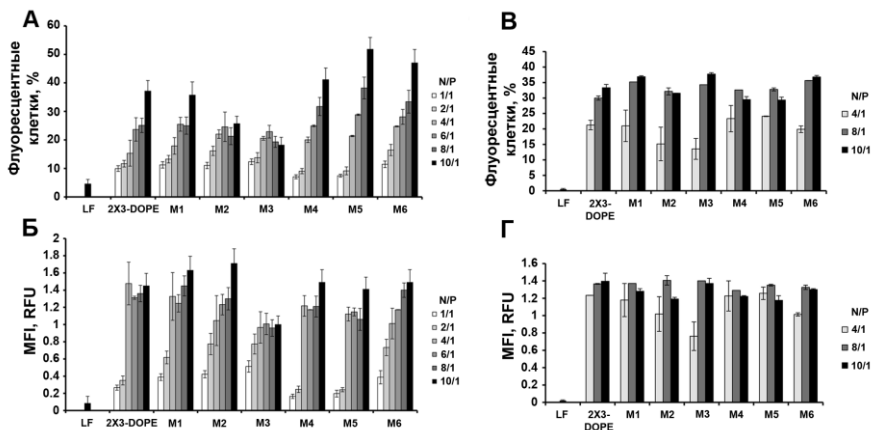 А
Флуоресцентные
клетки, %
60
50
40
30
20
10
0
LF 2X3-DOPE M1 M2 M3 M4 M5 M6
N/P
1/1
2/1
4/1
6/1
8/1
10/1
В
Флуоресцентные
клетки, %
45
40
35
30
25
20
15
10
5
0
LF 2X3- M1 M2 M3 M4 M5 M6
DOPE
N/P
4/1
8/1
10/1
Б
MFI, RFU
2
1.8
1.6
1.4
1.2
1
0.8
0.6
0.4
0.2
0
LF 2X3-DOPE M1 M2 M3 M4 M5 M6
N/P
1/1
2/1
4/1
6/1
8/1
10/1
Г
MFI, RFU
1.8
1.6
1.4
1.2
1
0.8
0.6
0.4
0.2
0
LF 2X3- M1 M2 M3 M4 M5 M6
DOPE
N/P
4/1
8/1
10/1